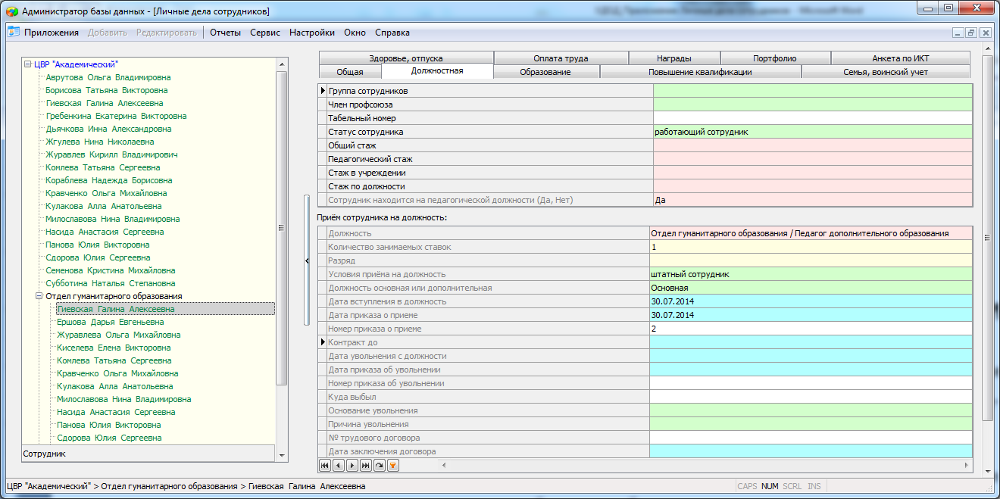 Администратор базы данных - [Личные дела сотрудников]
Приложения Добавить Редактировать Отчеты Сервис Настройки Окно Справка
ЦВР "Академический"
Аврутова Ольга Владимировна
Борисова Татьяна Викторовна
Гиевская Галина Алексеевна
Гребенкина Екатерина Викторовна
Дьячкова Инна Александровна
Жгулева Нина Николаевна
Журавлев Кирилл Владимирович
Комлева Татьяна Сергеевна
Кораблева Надежда Борисовна
Кравченко Ольга Михайловна
Кулакова Алла Анатольевна
Милославова Нина Владимировна
Насида Анастасия Сергеевна
Панова Юлия Викторовна
Сдорова Юлия Сергеевна
Семенова Кристина Михайловна
Субботина Наталья Степановна
Отдел гуманитарного образования
Гиевская Галина Алексеевна
Ершова Дарья Евгеньевна
Журавлева Ольга Михайловна
Киселева Елена Викторовна
Комлева Татьяна Сергеевна
Кравченко Ольга Михайловна
Кулакова Алла Анатольевна
Милославова Нина Владимировна
Насида Анастасия Сергеевна
Панова Юлия Викторовна
Сдорова Юлия Сергеевна
Сотрудник
Здоровье, отпуска Оплата труда Награды Портфолио Анкета по ИКТ
Общая Должностная Образование Повышение квалификации Семья, воинский учет
Группа сотрудников
Член профсоюза
Табельный номер
Статус сотрудника работающий сотрудник
Общий стаж
Педагогический стаж
Стаж в учреждении
Стаж по должности
Сотрудник находится на педагогической должности (Да, Нет) Да
Приём сотрудника на должность:
Должность Отдел гуманитарного образования / Педагог дополнительного образования
Количество занимаемых ставок 1
Разряд
Условия приёма на должность штатный сотрудник
Должность основная или дополнительная Основная
Дата вступления в должность 30.07.2014
Дата приказа о приеме 30.07.2014
Номер приказа о приеме 2
Контракт до
Дата увольнения с должности
Дата приказа об увольнении
Номер приказа об увольнении
Куда выбыл
Основание увольнения
Причина увольнения
№ трудового договора
Дата заключения договора
ЦВР "Академический" > Отдел гуманитарного образования > Гиевская Галина Алексеевна CAPS NUM SCRL INS